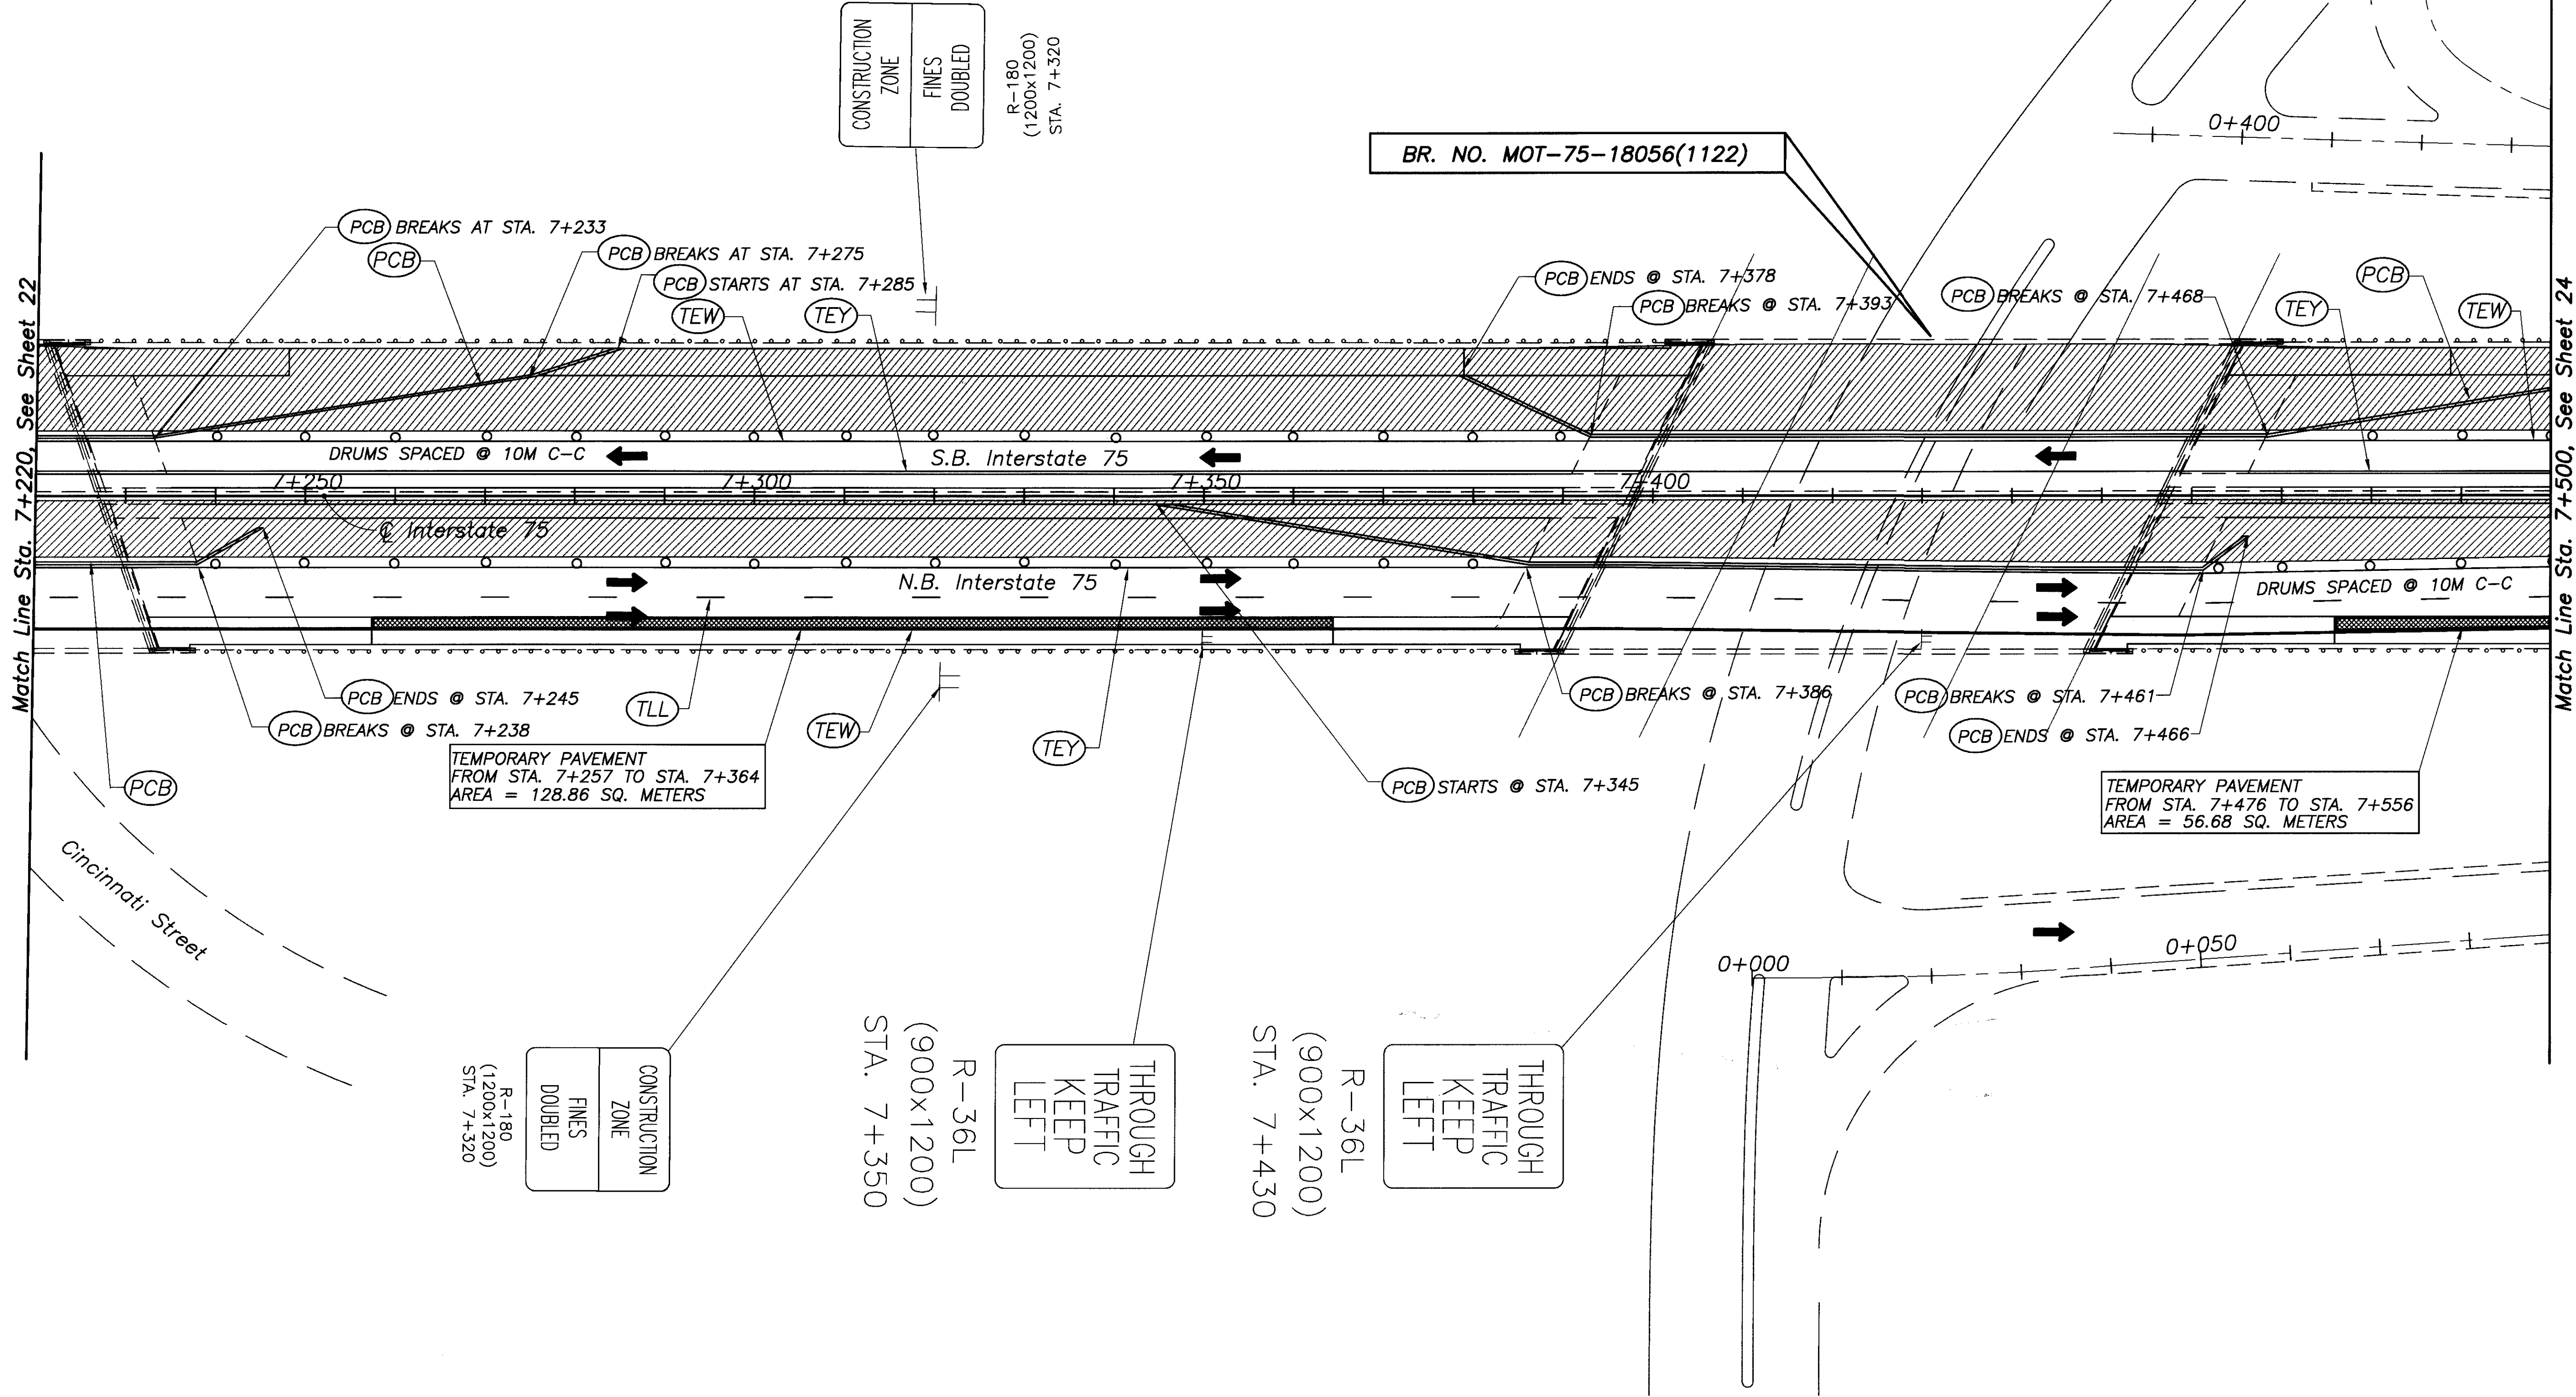 CONSTRUCTION
ZONE
FINES
DOUBLED
R-180
(1200x1200)
STA. 7+320
BR. NO. MOT-75-18056(1122)
0+400
PCB BREAKS AT STA. 7+233
PCB
PCB BREAKS AT STA. 7+275
PCB STARTS AT STA. 7+285
TEW
TEY
PCB ENDS @ STA. 7+378
PCB BREAKS @ STA. 7+393
PCB BREAKS @ STA. 7+468
TEY
PCB
TEW
Match Line Sta. 7+220, See Sheet 22
Match Line Sta. 7+500, See Sheet 24
DRUMS SPACED @ 10M C-C
S.B. Interstate 75
7+250
7+300
7+350
7+400
℄ Interstate 75
N.B. Interstate 75
DRUMS SPACED @ 10M C-C
PCB ENDS @ STA. 7+245
PCB BREAKS @ STA. 7+238
TLL
TEW
TEY
PCB BREAKS @ STA. 7+386
PCB BREAKS @ STA. 7+461
PCB ENDS @ STA. 7+466
PCB
TEMPORARY PAVEMENT
FROM STA. 7+257 TO STA. 7+364
AREA = 128.86 SQ. METERS
PCB STARTS @ STA. 7+345
TEMPORARY PAVEMENT
FROM STA. 7+476 TO STA. 7+556
AREA = 56.68 SQ. METERS
Cincinnati Street
0+000
0+050
CONSTRUCTION
ZONE
FINES
DOUBLED
R-180
(1200x1200)
STA. 7+320
THROUGH
TRAFFIC
KEEP
LEFT
R-36L
(900x1200)
STA. 7+350
THROUGH
TRAFFIC
KEEP
LEFT
R-36L
(900x1200)
STA. 7+430